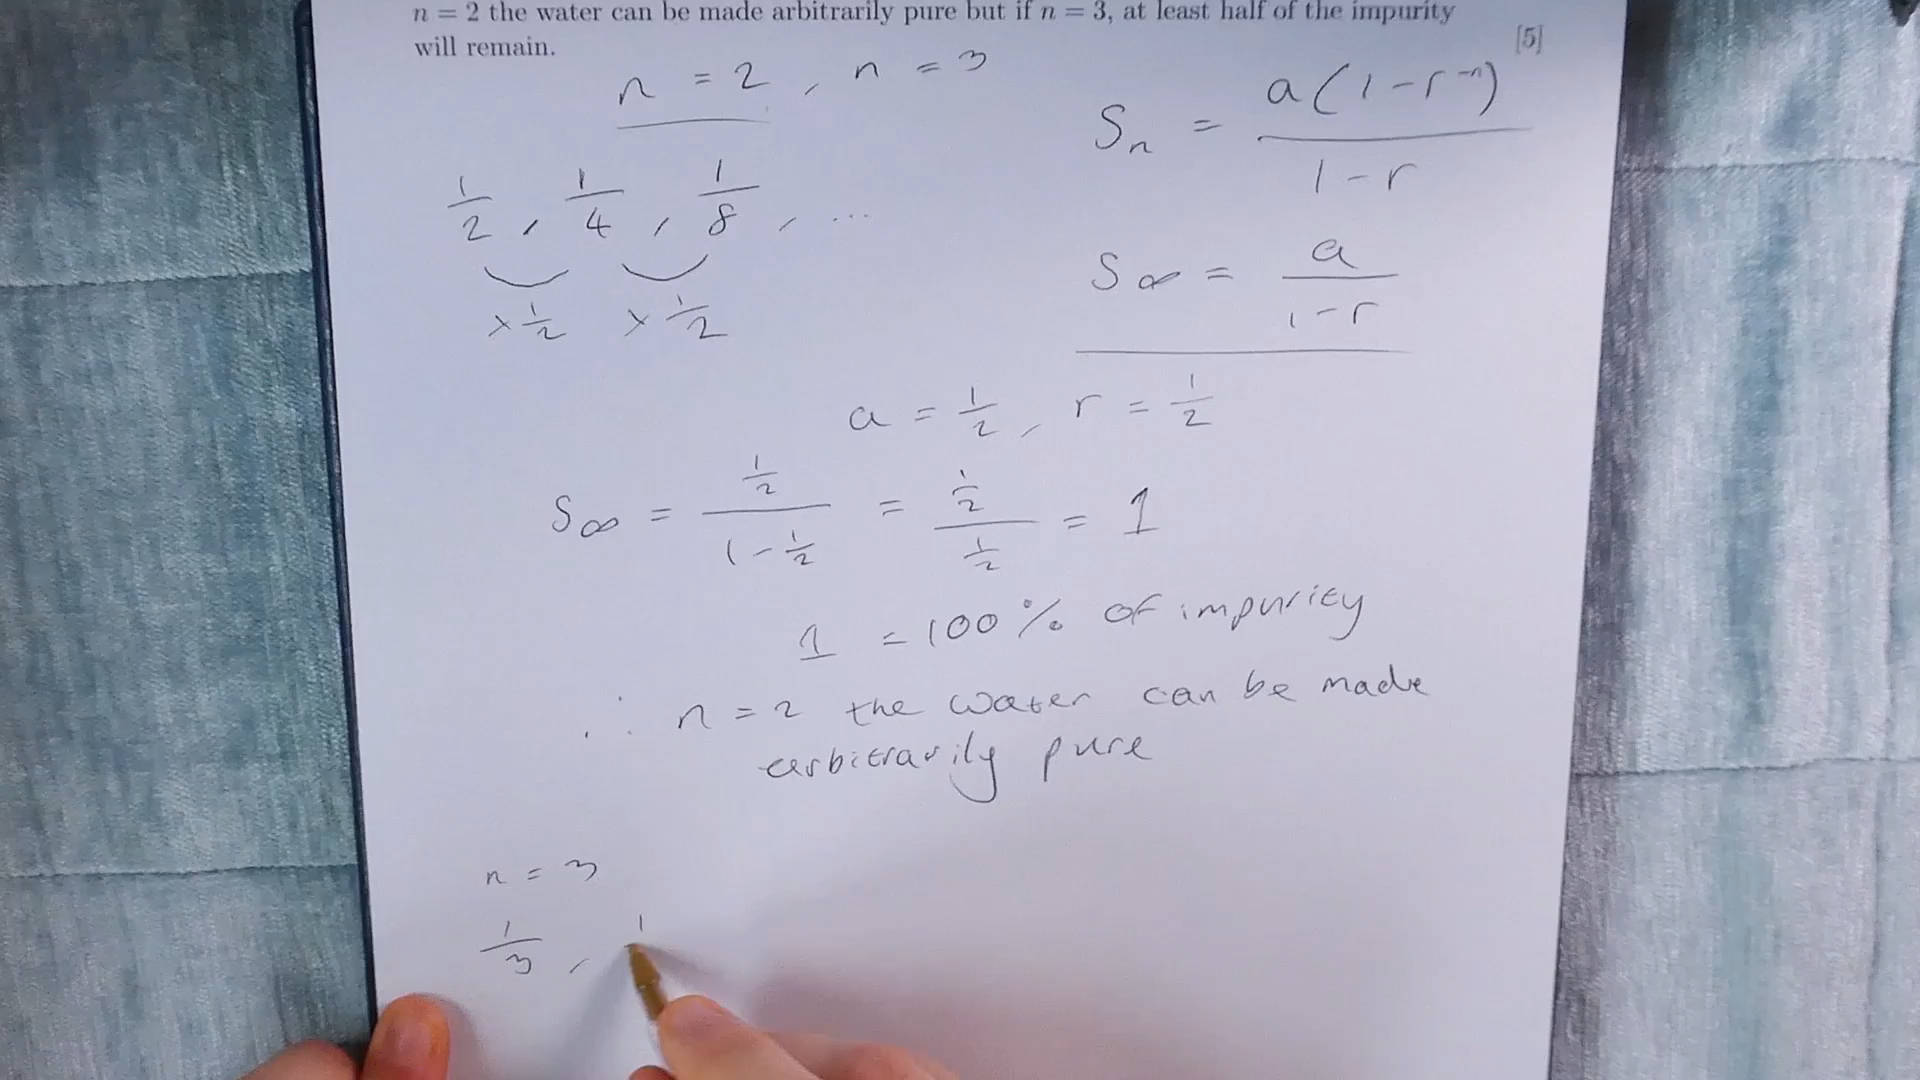 n = 2 the water can be made arbitrarily pure but if n = 3, at least half of the impurity
will remain.
[5]
n = 2 , n = 3
Sn = a(1-r^n) / 1-r
1/2 , 1/4 , 1/8 , ...
S∞ = a / 1-r
×1/2 ×1/2
a = 1/2 , r = 1/2
S∞ = 1/2 / 1-1/2 = 1/2 / 1/2 = 1
1 = 100% of impurity
∴ n = 2 the water can be made
arbitrarily pure
n = 3
1/3 , 1